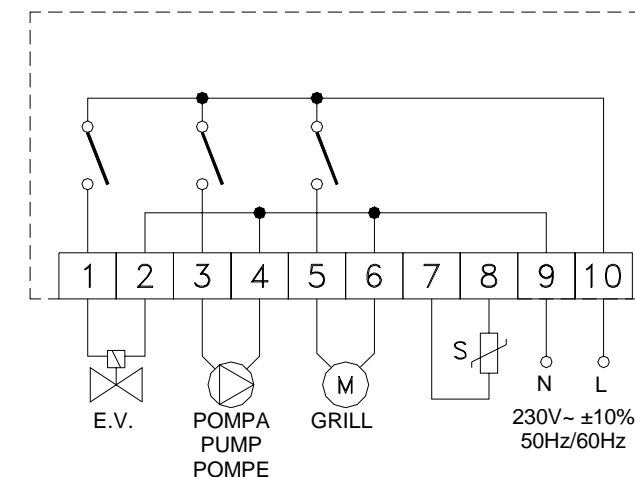 1 2 3 4 5 6 7 8 9 10
S
M
N L
E.V.
POMPA
PUMP
POMPE
GRILL
230V~ ±10%
50Hz/60Hz